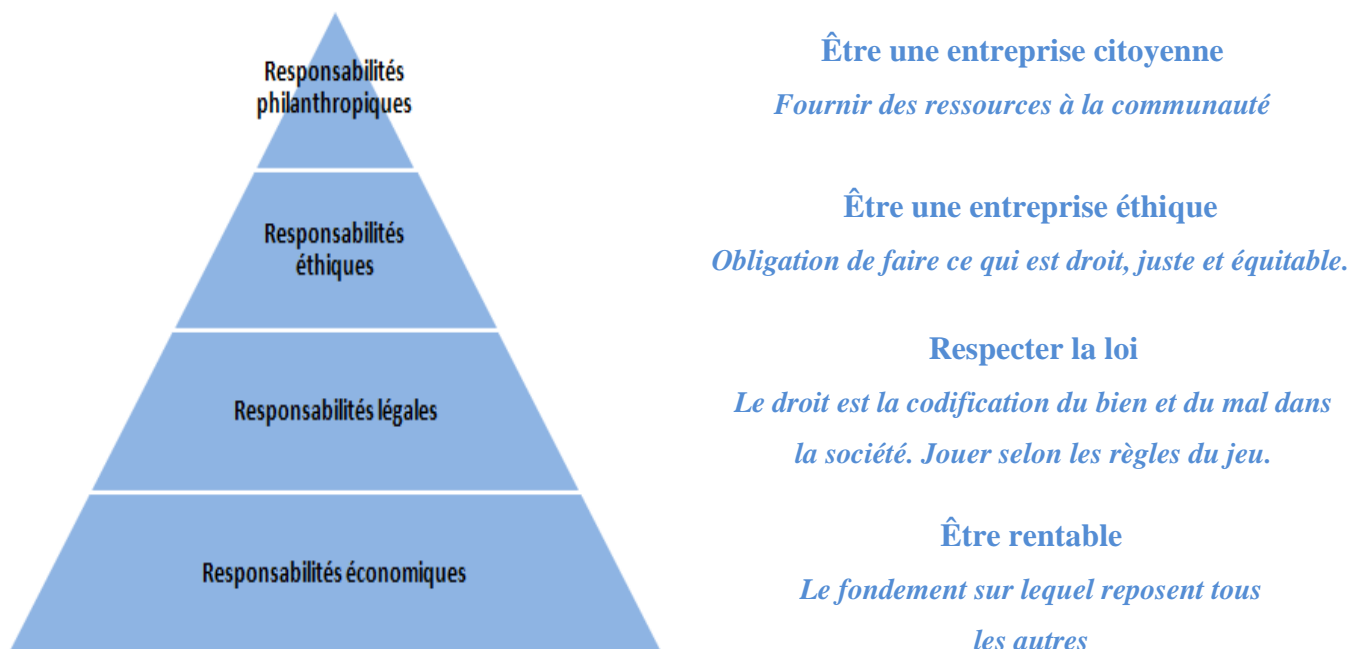 Responsabilités
philanthropiques
Être une entreprise citoyenne
Fournir des ressources à la communauté
Responsabilités
éthiques
Être une entreprise éthique
Obligation de faire ce qui est droit, juste et équitable.
Responsabilités légales
Respecter la loi
Le droit est la codification du bien et du mal dans
la société. Jouer selon les règles du jeu.
Responsabilités économiques
Être rentable
Le fondement sur lequel reposent tous
les autres